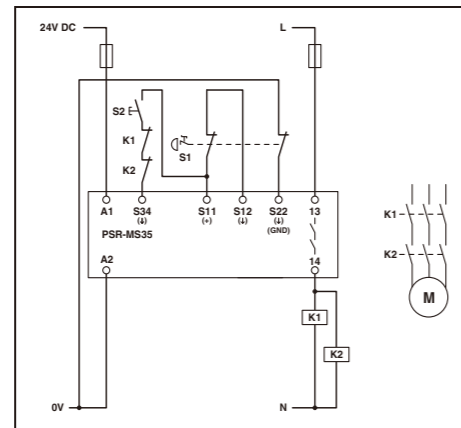 24V DC
L
S2
K1
S1
K2
A1 S34 S11 S12 S22 13
(↓) (+) (↓) (↓)
(GND)
PSR-MS35
A2
14
K1
K2
0V
N
K1
K2
M